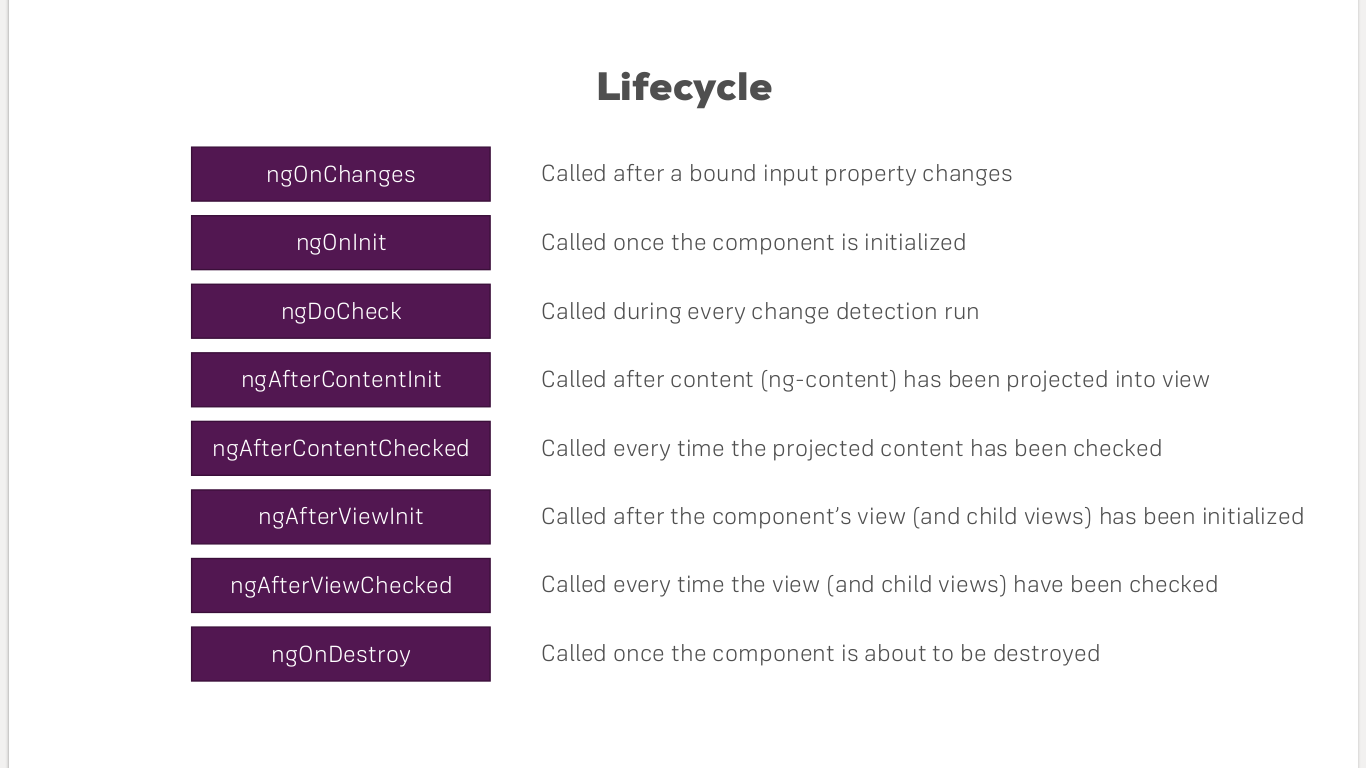 Lifecycle
ngOnChanges Called after a bound input property changes
ngOnInit Called once the component is initialized
ngDoCheck Called during every change detection run
ngAfterContentInit Called after content (ng-content) has been projected into view
ngAfterContentChecked Called every time the projected content has been checked
ngAfterViewInit Called after the component’s view (and child views) has been initialized
ngAfterViewChecked Called every time the view (and child views) have been checked
ngOnDestroy Called once the component is about to be destroyed